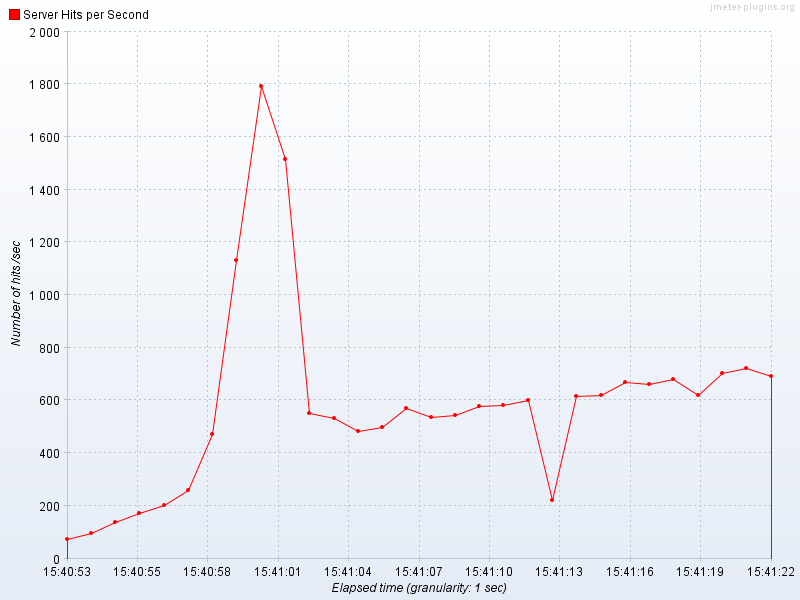 jmeter-plugins.org
Server Hits per Second
2 000
1 800
1 600
1 400
1 200
1 000
800
600
400
200
0
Number of hits /sec
15:40:53 15:40:55 15:40:58 15:41:01 15:41:04 15:41:07 15:41:10 15:41:13 15:41:16 15:41:19 15:41:22
Elapsed time (granularity: 1 sec)